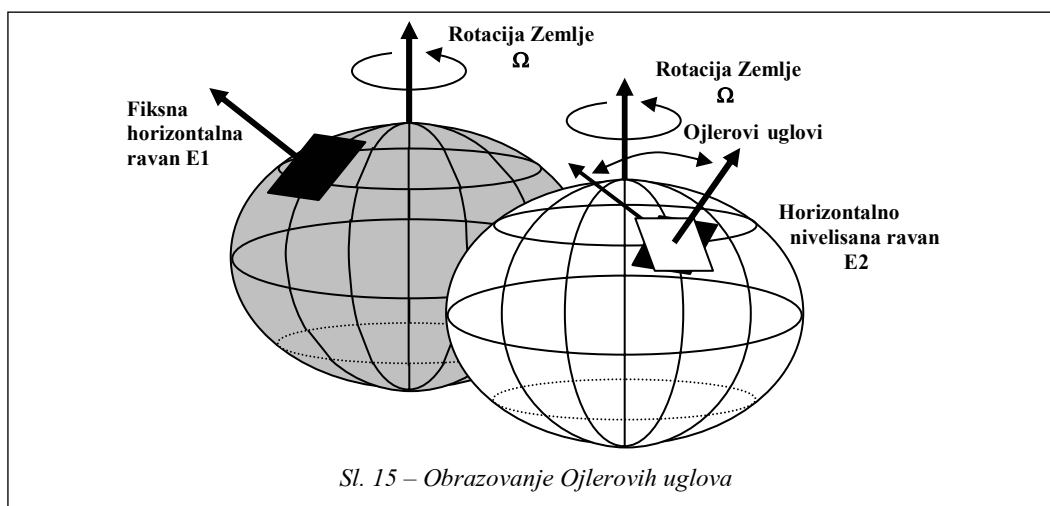 Rotacija Zemlje
Ω
Fiksna
horizontalna
ravan E1
Rotacija Zemlje
Ω
Ojlerovi uglovi
Horizontalno
nivelisana ravan
E2
Sl. 15 – Obrazovanje Ojlerovih uglova